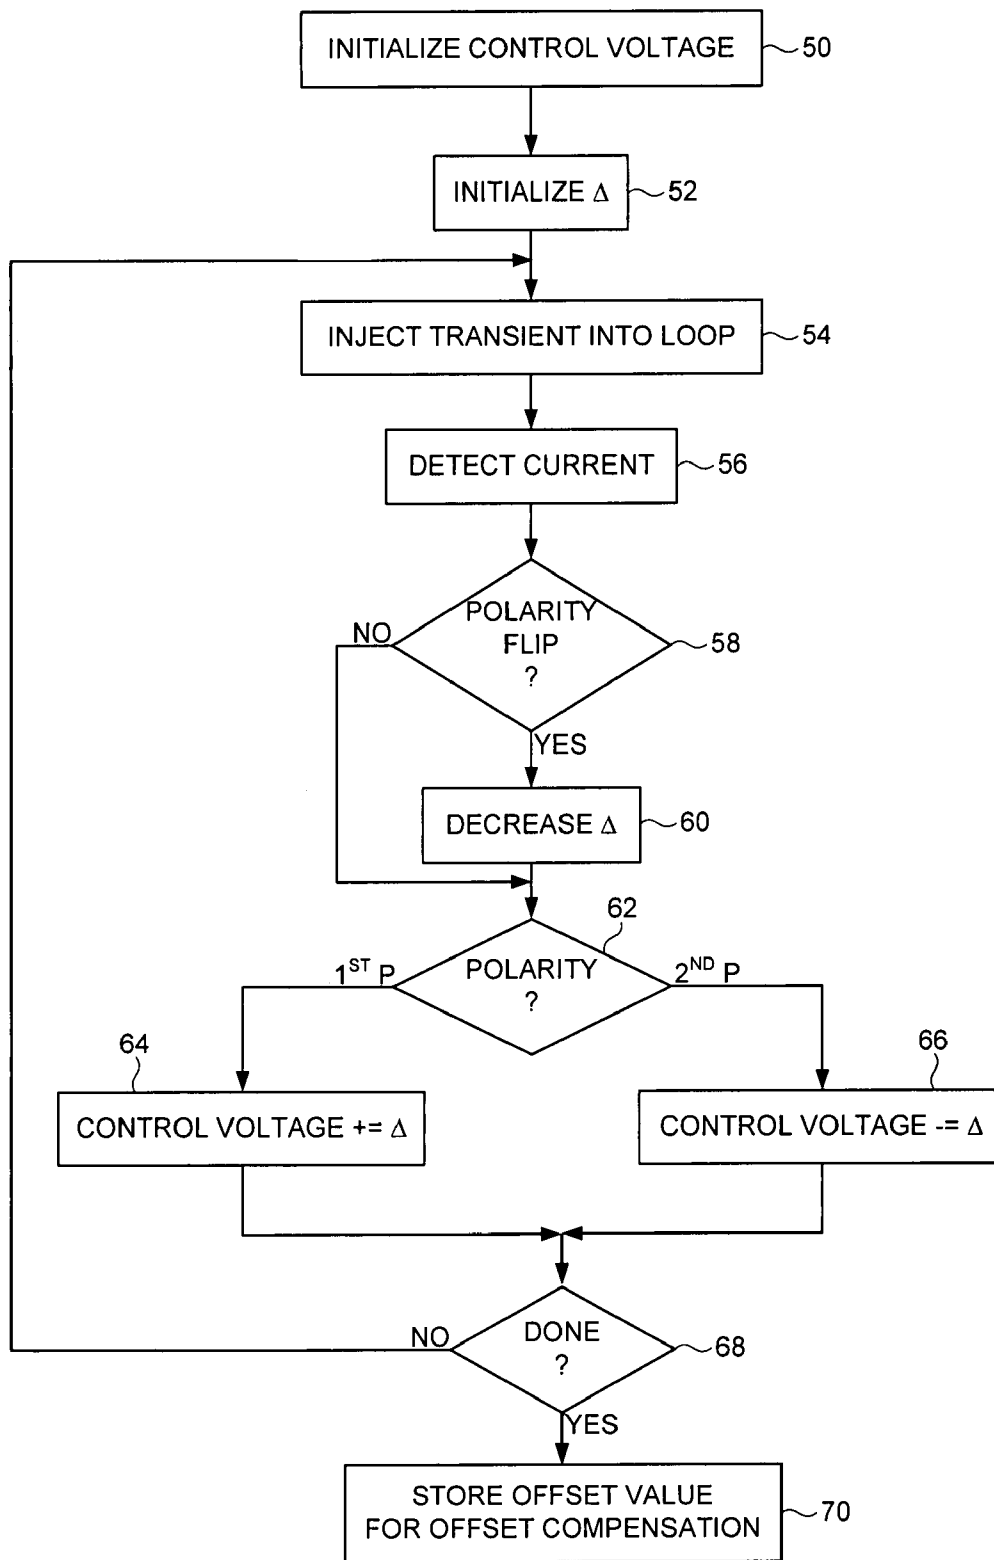 INITIALIZE CONTROL VOLTAGE
50
INITIALIZE Δ
52
INJECT TRANSIENT INTO LOOP
54
DETECT CURRENT
56
POLARITY
FLIP
?
58
NO
YES
DECREASE Δ
60
62
POLARITY
?
1ST P
2ND P
64
CONTROL VOLTAGE += Δ
66
CONTROL VOLTAGE -= Δ
DONE
?
68
NO
YES
STORE OFFSET VALUE
FOR OFFSET COMPENSATION
70